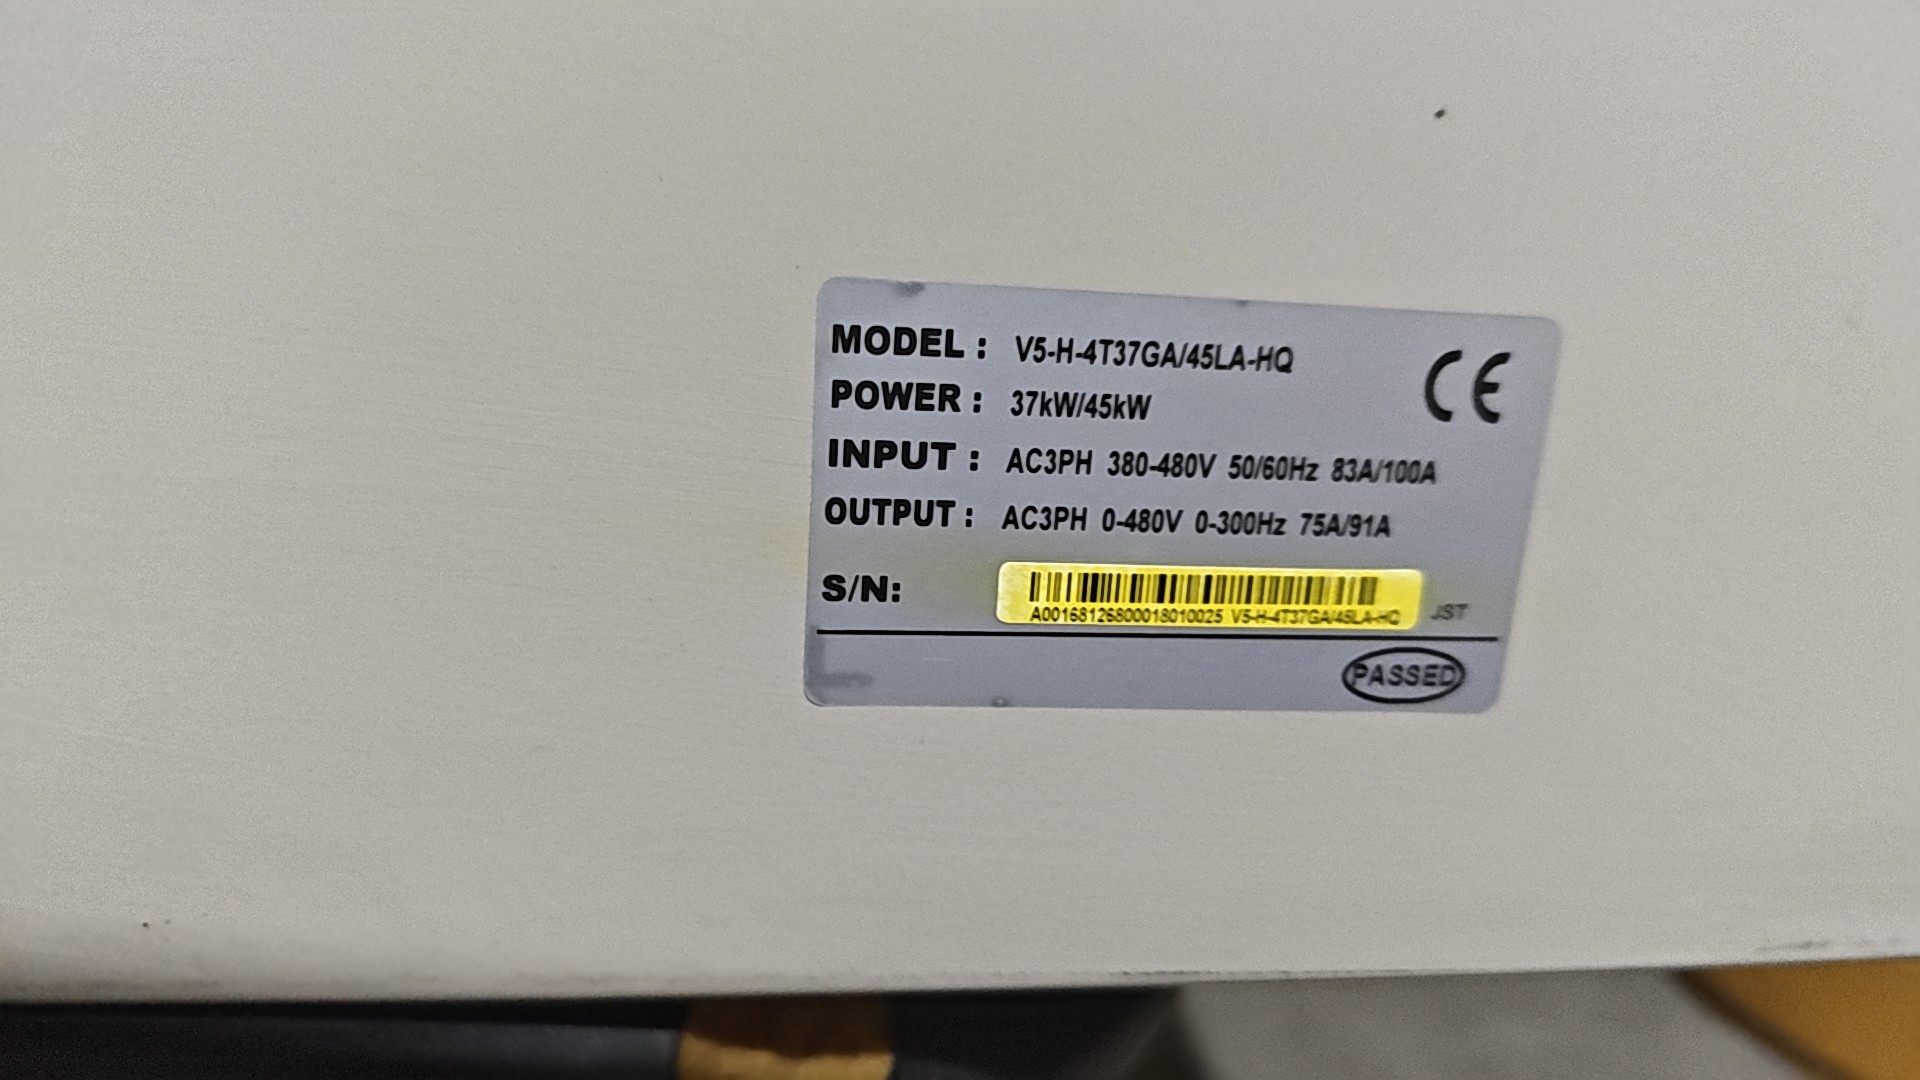 MODEL : V5-H-4T37GA/45LA-HQ
CE
POWER : 37kW/45kW
INPUT : AC3PH 380-480V 50/60Hz 83A/100A
OUTPUT : AC3PH 0-480V 0-300Hz 75A/91A
S/N:
A00168126800018010025 V5-H-4T37GA/45LA-HQ JST
PASSED